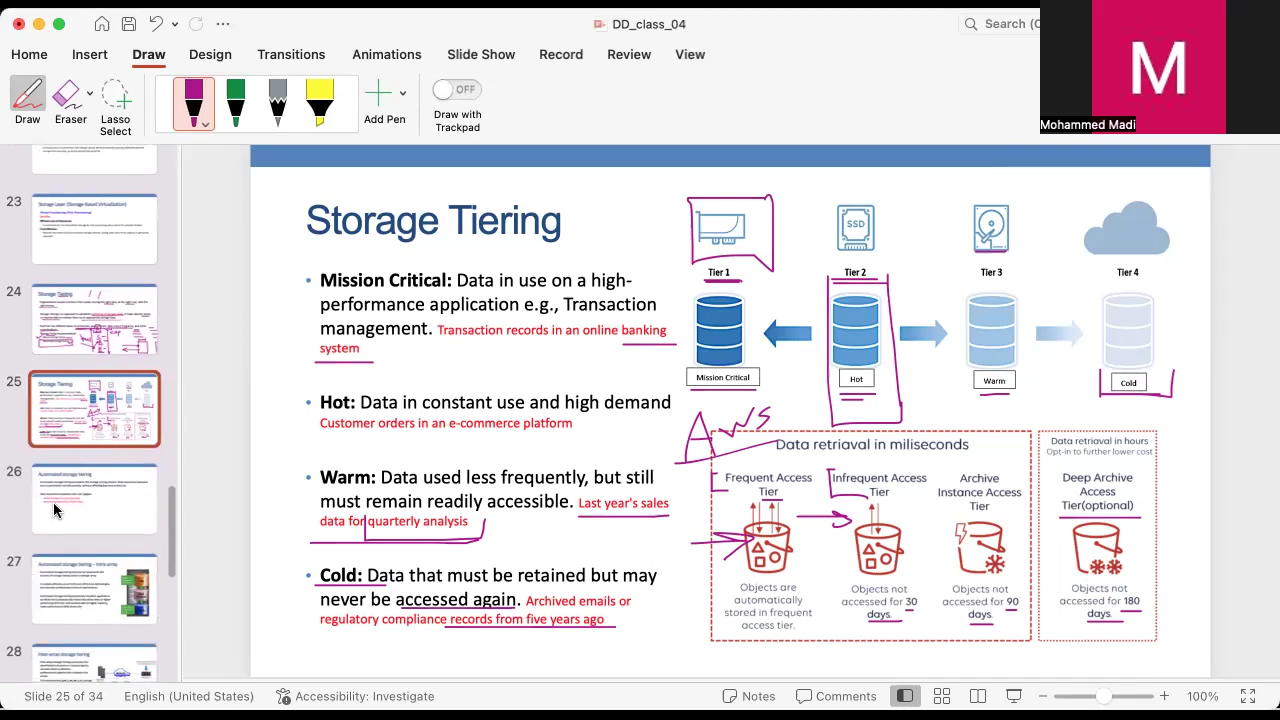 DD_class_04
Search (C
Home Insert Draw Design Transitions Animations Slide Show Record Review View
OFF
Draw Eraser Lasso Select Add Pen Draw with Trackpad
M
Mohammed Madi
23
24
25
26
27
28
Storage Tiering
• Mission Critical: Data in use on a high-
performance application e.g., Transaction
management. Transaction records in an online banking
system
• Hot: Data in constant use and high demand
Customer orders in an e-commerce platform
• Warm: Data used less frequently, but still
must remain readily accessible. Last year's sales
data for quarterly analysis
• Cold: Data that must be retained but may
never be accessed again. Archived emails or
regulatory compliance records from five years ago
SSD
Tier 1 Tier 2 Tier 3 Tier 4
Mission Critical Hot Warm Cold
AWS
Data retriaval in miliseconds
Frequent Access
Tier
Objects are
automatically
stored in frequent
access tier.
Infrequent Access
Tier
Objects not
accessed for 30
days.
Archive
Instance Access
Tier
Objects not
accessed for 90
days.
Data retriaval in hours
Opt-in to further lower cost
Deep Archive
Access
Tier(optional)
Objects not
accessed for 180
days.
Slide 25 of 34 English (United States) Accessibility: Investigate Notes Comments 100%